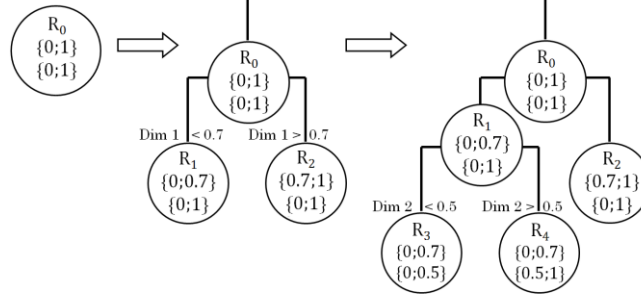 R₀
{0;1}
{0;1}
R₀
{0;1}
{0;1}
Dim 1 < 0.7
Dim 1 > 0.7
R₁
{0;0.7}
{0;1}
R₂
{0.7;1}
{0;1}
R₀
{0;1}
{0;1}
R₁
{0;0.7}
{0;1}
R₂
{0.7;1}
{0;1}
Dim 2 < 0.5
Dim 2 > 0.5
R₃
{0;0.7}
{0;0.5}
R₄
{0;0.7}
{0.5;1}